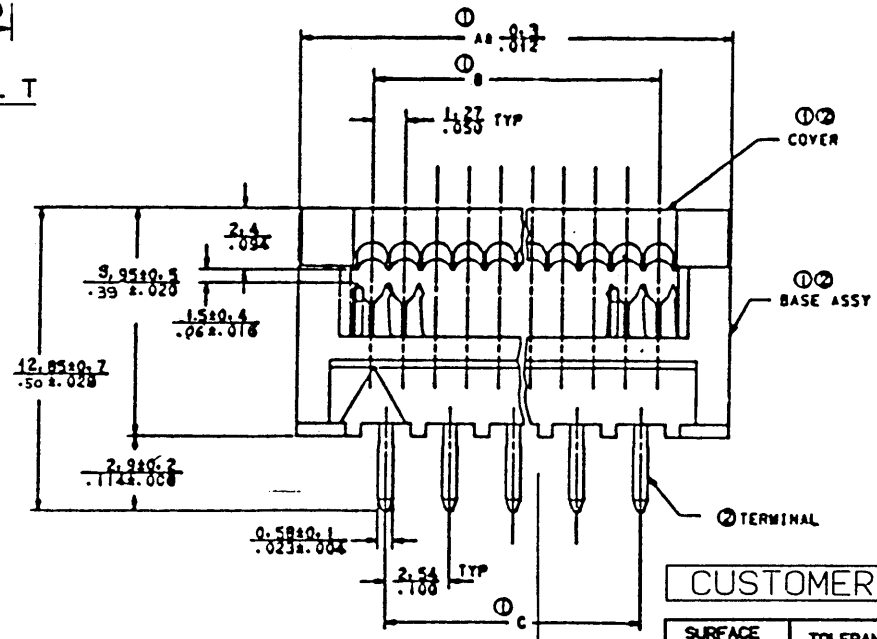 L T
①
A± 0.3
.012
①
B
1.27 TYP
.050
①②
COVER
2.4
.094
9.95±0.5
.39 ±.020
1.5±0.4
.06±.016
①②
BASE ASSY
12.85±0.7
.50±.028
2.9±0.2
.114±.008
② TERMINAL
0.58±0.1
.023±.004
2.54 TYP
.100
①
C
CUSTOMER
SURFACE